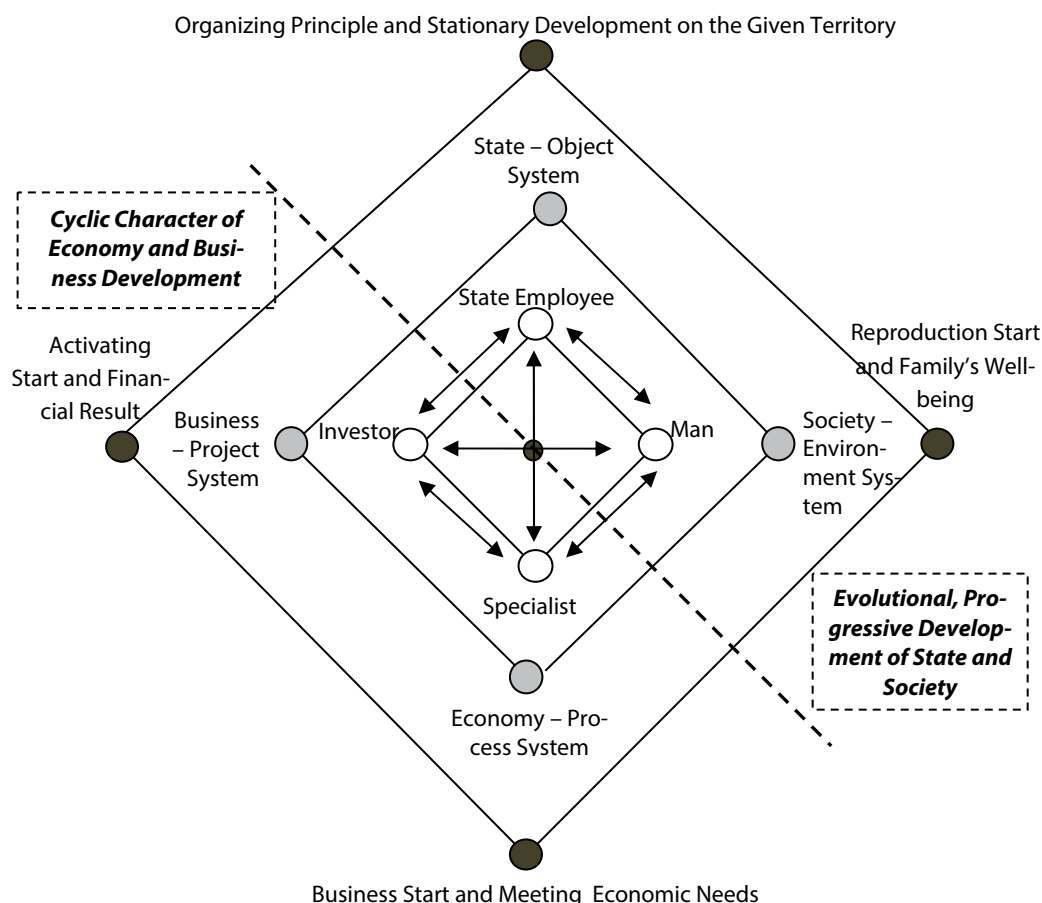 Organizing Principle and Stationary Development on the Given Territory
State – Object
System
Cyclic Character of
Economy and Busi-
ness Development
State Employee
Activating
Start and Finan-
cial Result
Reproduction Start
and Family’s Well-
being
Business
– Project
System
Investor
Man
Society –
Environ-
ment Sys-
tem
Specialist
Evolutional, Pro-
gressive Develop-
ment of State and
Society
Economy – Pro-
cess System
Business Start and Meeting Economic Needs